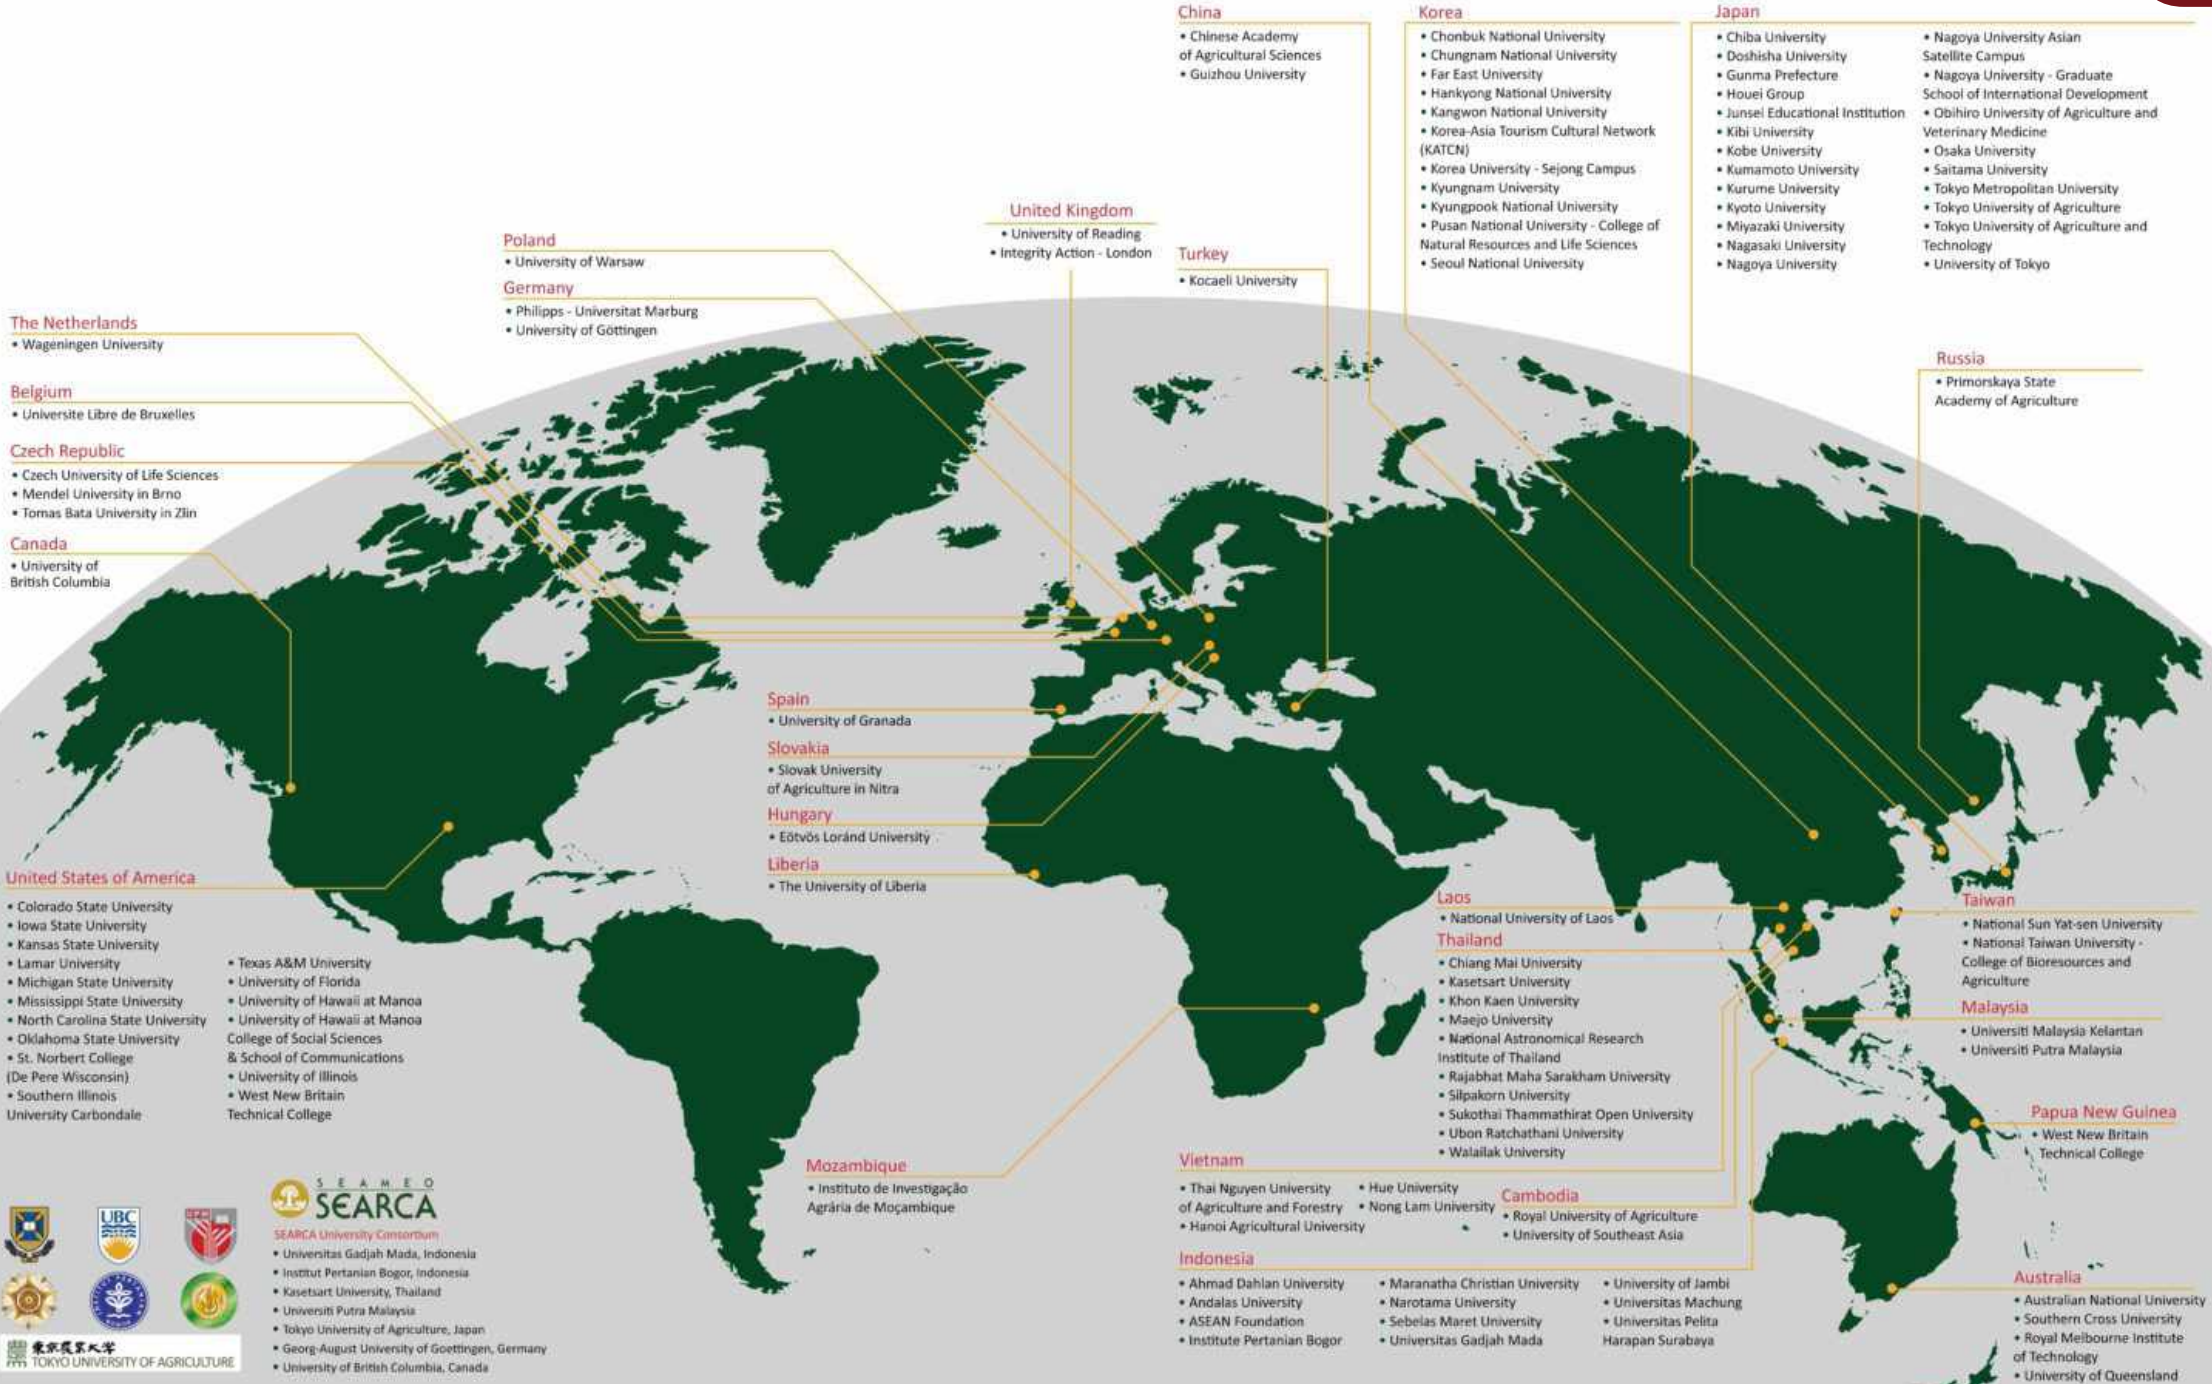 China
• Chinese Academy
of Agricultural Sciences
• Guizhou University
Korea
• Chonbuk National University
• Chungnam National University
• Far East University
• Hankyong National University
• Kangwon National University
• Korea-Asia Tourism Cultural Network
(KATCN)
• Korea University - Sejong Campus
• Kyungnam University
• Kyungpook National University
• Pusan National University - College of
Natural Resources and Life Sciences
• Seoul National University
Japan
• Chiba University
• Doshisha University
• Gunma Prefecture
• Houei Group
• Junsei Educational Institution
• Kibi University
• Kobe University
• Kumamoto University
• Kurume University
• Kyoto University
• Miyazaki University
• Nagasaki University
• Nagoya University
• Nagoya University Asian
Satellite Campus
• Nagoya University - Graduate
School of International Development
• Obihiro University of Agriculture and
Veterinary Medicine
• Osaka University
• Saitama University
• Tokyo Metropolitan University
• Tokyo University of Agriculture
• Tokyo University of Agriculture and
Technology
• University of Tokyo
United Kingdom
• University of Reading
• Integrity Action - London
Turkey
• Kocaeli University
Poland
• University of Warsaw
Germany
• Philipps - Universitat Marburg
• University of Göttingen
The Netherlands
• Wageningen University
Belgium
• Universite Libre de Bruxelles
Czech Republic
• Czech University of Life Sciences
• Mendel University in Brno
• Tomas Bata University in Zlin
Canada
• University of
British Columbia
Russia
• Primorskaya State
Academy of Agriculture
Spain
• University of Granada
Slovakia
• Slovak University
of Agriculture in Nitra
Hungary
• Eötvös Loránd University
Liberia
• The University of Liberia
United States of America
• Colorado State University
• Iowa State University
• Kansas State University
• Lamar University
• Michigan State University
• Mississippi State University
• North Carolina State University
• Oklahoma State University
• St. Norbert College
(De Pere Wisconsin)
• Southern Illinois
University Carbondale
• Texas A&M University
• University of Florida
• University of Hawaii at Manoa
• University of Hawaii at Manoa
College of Social Sciences
& School of Communications
• University of Illinois
• West New Britain
Technical College
Laos
• National University of Laos
Thailand
• Chiang Mai University
• Kasetsart University
• Khon Kaen University
• Maejo University
• National Astronomical Research
Institute of Thailand
• Rajabhat Maha Sarakham University
• Silpakorn University
• Sukothai Thammathirat Open University
• Ubon Ratchathani University
• Walailak University
Taiwan
• National Sun Yat-sen University
• National Taiwan University -
College of Bioresources and
Agriculture
Malaysia
• Universiti Malaysia Kelantan
• Universiti Putra Malaysia
Papua New Guinea
• West New Britain
Technical College
Mozambique
• Instituto de Investigação
Agrária de Moçambique
Vietnam
• Thai Nguyen University
of Agriculture and Forestry
• Hanoi Agricultural University
• Hue University
• Nong Lam University
Cambodia
• Royal University of Agriculture
• University of Southeast Asia
Indonesia
• Ahmad Dahlan University
• Andalas University
• ASEAN Foundation
• Institute Pertanian Bogor
• Maranatha Christian University
• Narotama University
• Sebelas Maret University
• Universitas Gadjah Mada
• University of Jambi
• Universitas Machung
• Universitas Pelita
Harapan Surabaya
Australia
• Australian National University
• Southern Cross University
• Royal Melbourne Institute
of Technology
• University of Queensland
SEAMEO
SEARCA
SEARCA University Consortium
• Universitas Gadjah Mada, Indonesia
• Institut Pertanian Bogor, Indonesia
• Kasetsart University, Thailand
• Universiti Putra Malaysia
• Tokyo University of Agriculture, Japan
• Georg-August University of Goettingen, Germany
• University of British Columbia, Canada
UBC
東京農業大学
TOKYO UNIVERSITY OF AGRICULTURE